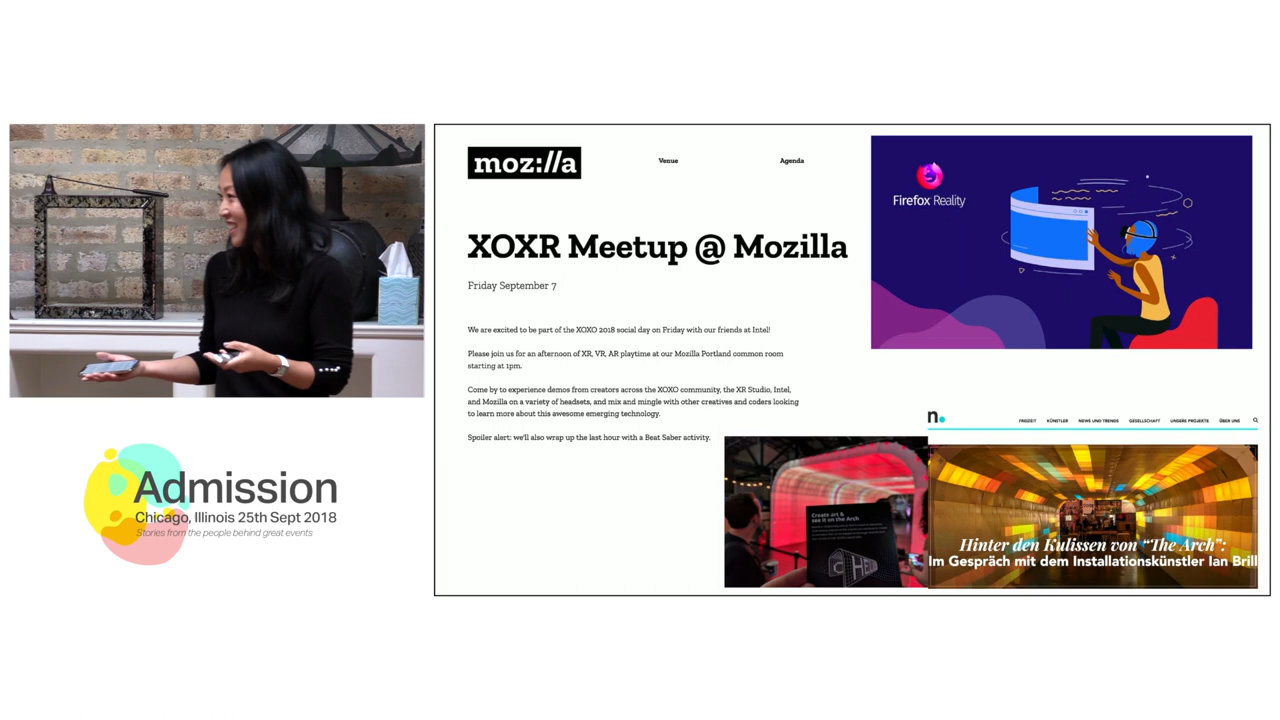 Admission
Chicago, Illinois 25th Sept 2018
Stories from the people behind great events
moz://a
Venue
Agenda
XOXR Meetup @ Mozilla
Friday September 7
We are excited to be part of the XOXO 2018 social day on Friday with our friends at Intel!
Please join us for an afternoon of XR, VR, AR playtime at our Mozilla Portland common room
starting at 1pm.
Come by to experience demos from creators across the XOXO community, the XR Studio, Intel,
and Mozilla on a variety of headsets, and mix and mingle with other creatives and coders looking
to learn more about this awesome emerging technology.
Spoiler alert: we'll also wrap up the last hour with a Beat Saber activity.
Firefox Reality
Create art &
see it on the Arch
n.
FREIZEIT KÜNSTLER NEWS UND TRENDS GESELLSCHAFT UNSERE PROJEKTE ÜBER UNS
Hinter den Kulissen von “The Arch”:
Im Gespräch mit dem Installationskünstler Ian Brill